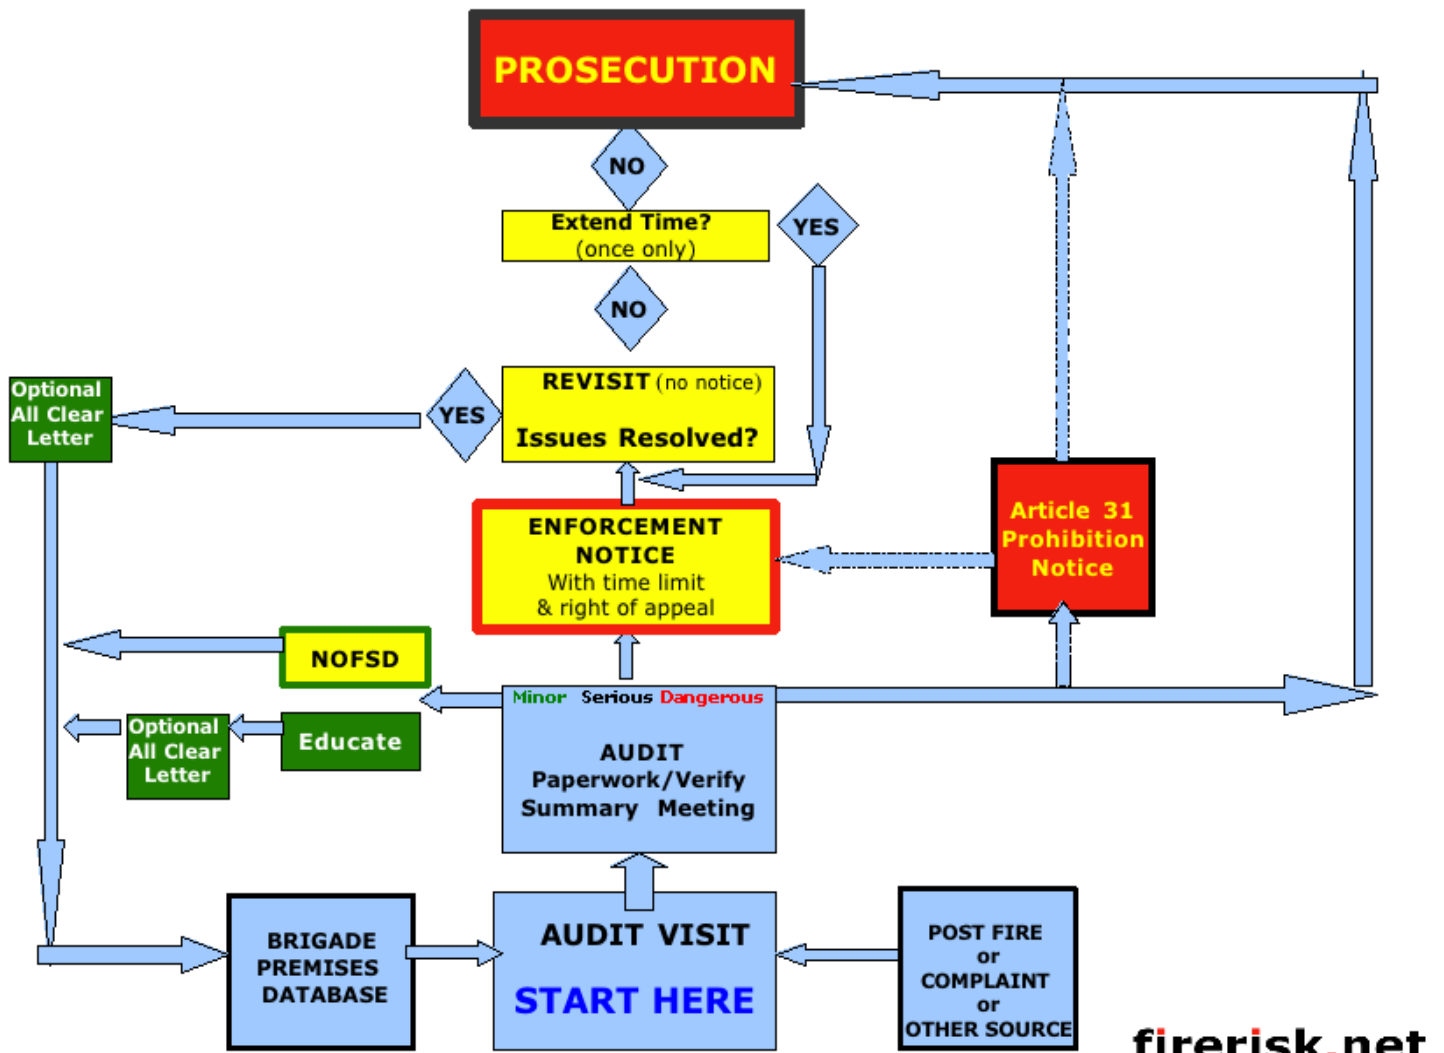 PROSECUTION
NO
Extend Time?
(once only)
YES
NO
Optional
All Clear
Letter
YES
REVISIT (no notice)
Issues Resolved?
ENFORCEMENT
NOTICE
With time limit
& right of appeal
Article 31
Prohibition
Notice
NOFSD
Minor Serious Dangerous
Optional
All Clear
Letter
Educate
AUDIT
Paperwork/Verify
Summary Meeting
BRIGADE
PREMISES
DATABASE
AUDIT VISIT
START HERE
POST FIRE
or
COMPLAINT
or
OTHER SOURCE
firerisk.net